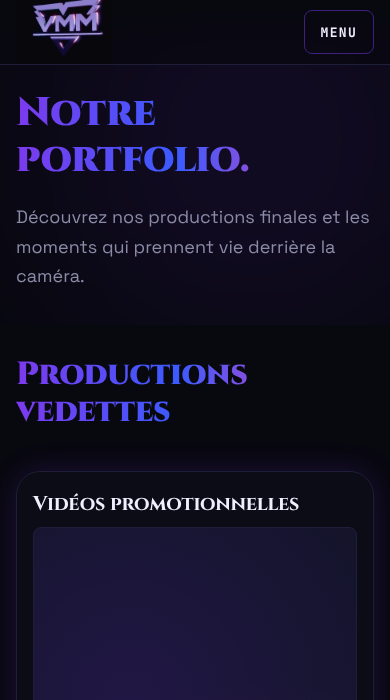 VMM
MENU
Notre
portfolio.
Découvrez nos productions finales et les
moments qui prennent vie derrière la
caméra.
Productions
vedettes
Vidéos promotionnelles